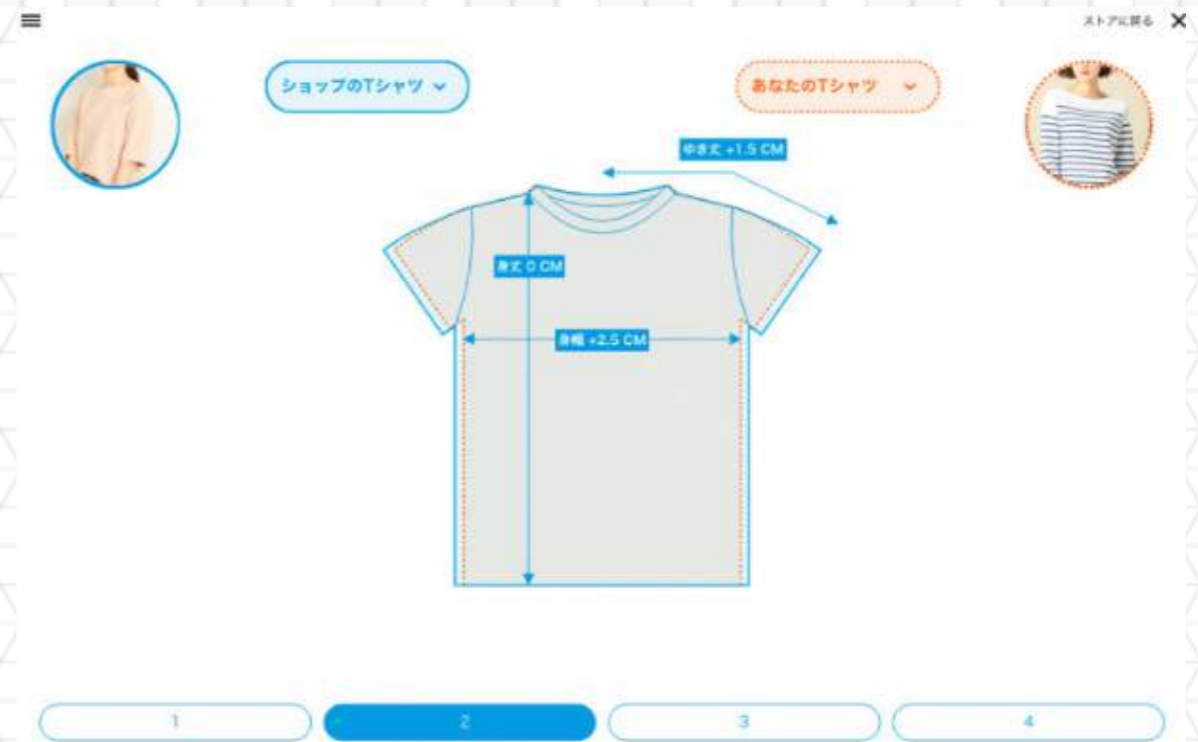 ストアに戻る
ショップのTシャツ
あなたのTシャツ
ゆき丈 +1.5 CM
身丈 0 CM
身幅 +2.5 CM
1
2
3
4